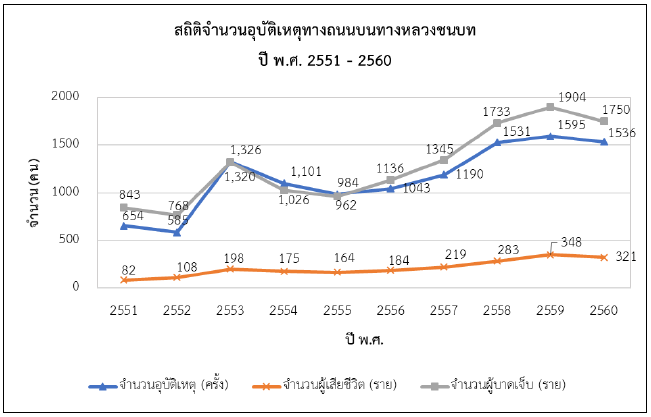 สถิติจำนวนอุบัติเหตุทางถนนบนทางหลวงชนบท
ปี พ.ศ. 2551 - 2560
จำนวน(คน)
2000
1500
1000
500
0
843 768 1,326 1,026 962 1136 1345 1733 1904 1750
654 585 1,320 1,101 984 1043 1190 1531 1595 1536
82 108 198 175 164 184 219 283 348 321
2551 2552 2553 2554 2555 2556 2557 2558 2559 2560
ปี พ.ศ.
จำนวนอุบัติเหตุ (ครั้ง) จำนวนผู้เสียชีวิต (ราย) จำนวนผู้บาดเจ็บ (ราย)